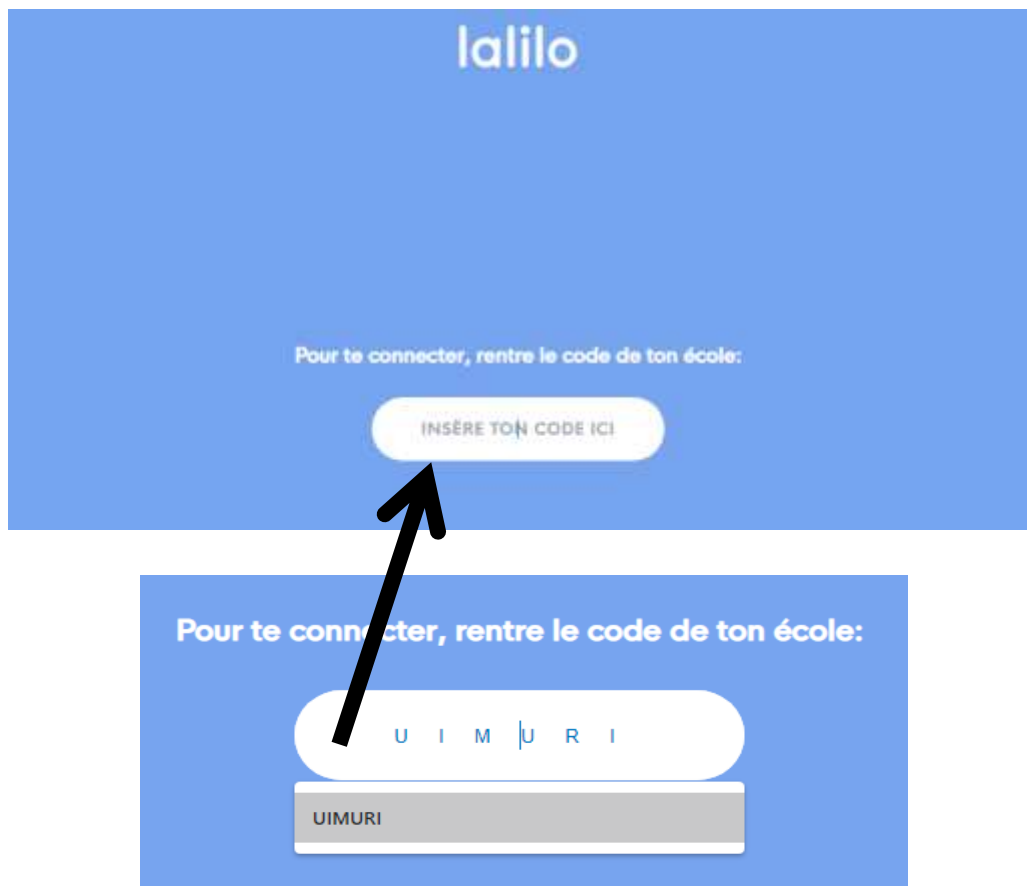 lalilo
Pour te connecter, rentre le code de ton école:
INSÈRE TON CODE ICI
Pour te connecter, rentre le code de ton école:
U I M U R I
UIMURI